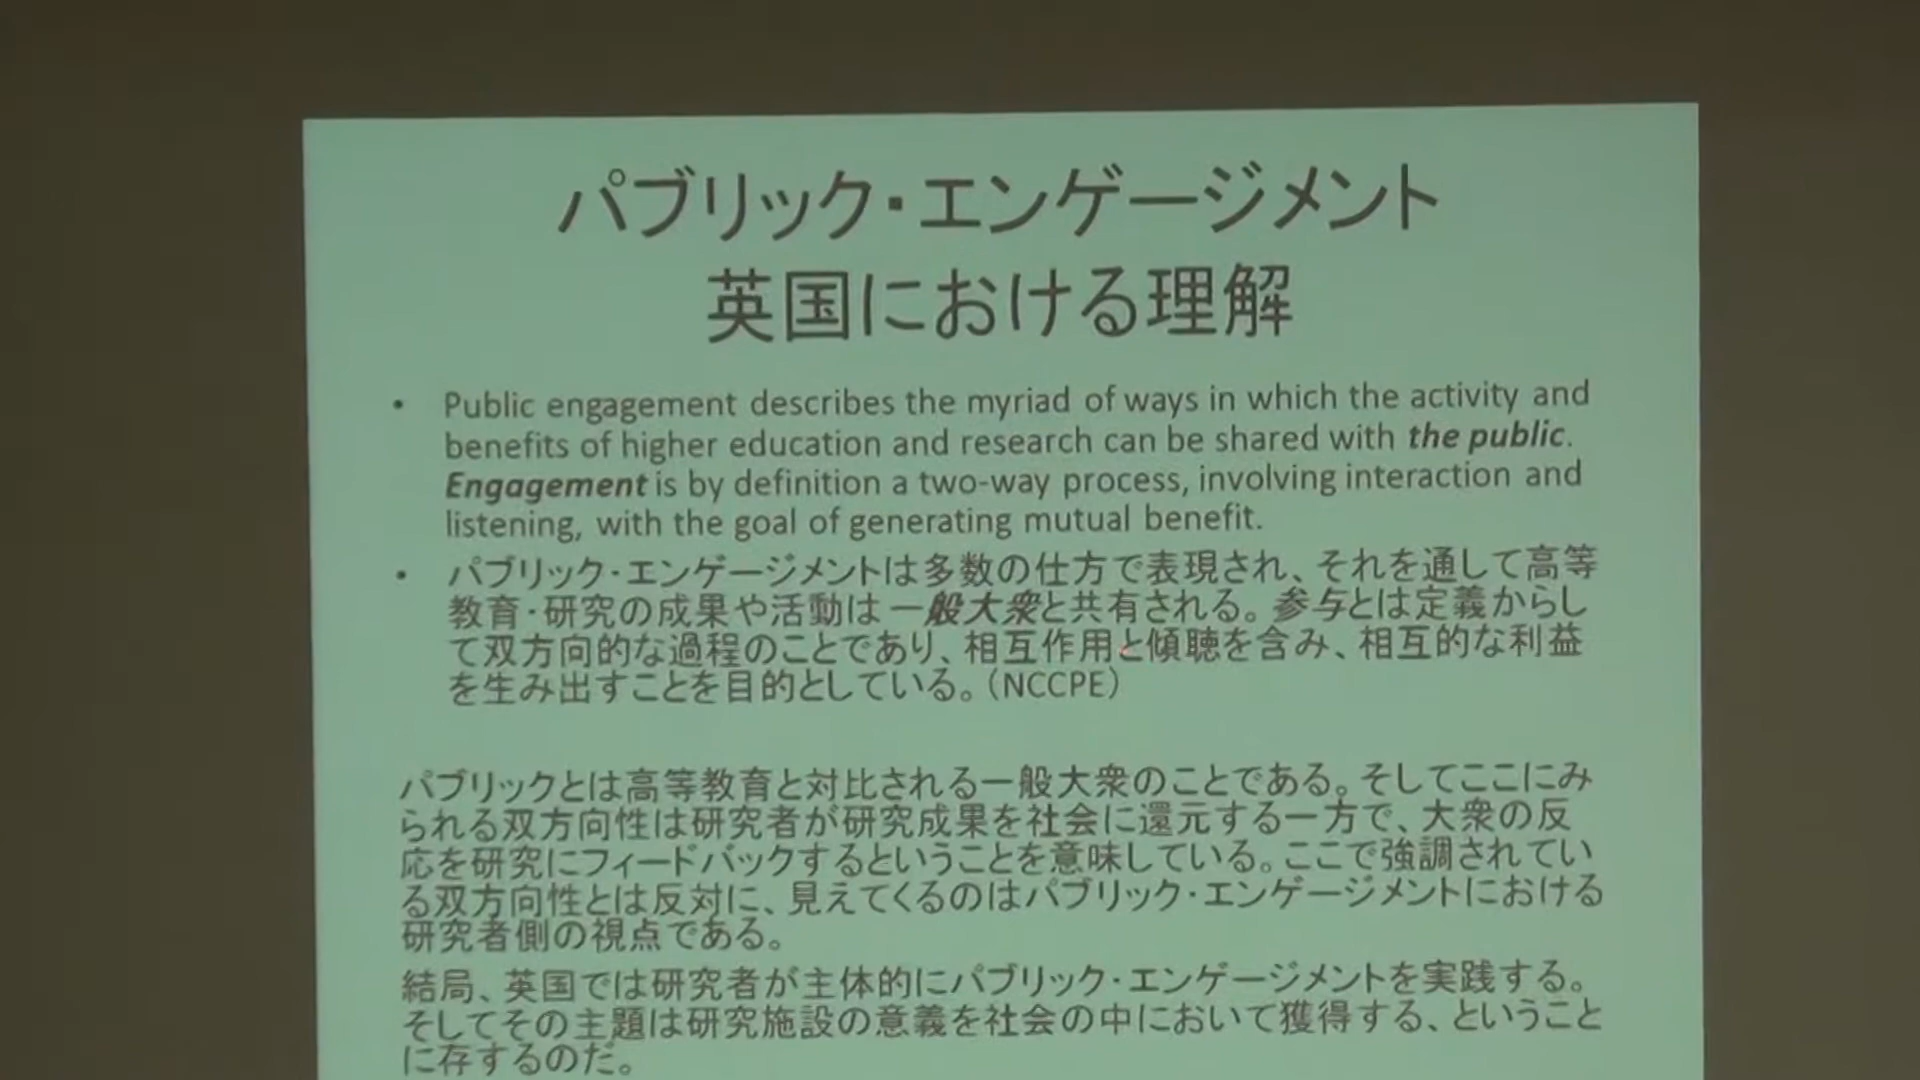 パブリック・エンゲージメント
英国における理解
• Public engagement describes the myriad of ways in which the activity and
benefits of higher education and research can be shared with the public.
Engagement is by definition a two-way process, involving interaction and
listening, with the goal of generating mutual benefit.
• パブリック・エンゲージメントは多数の仕方で表現され、それを通して高等
教育・研究の成果や活動は一般大衆と共有される。参与とは定義からし
て双方向的な過程のことであり、相互作用と傾聴を含み、相互的な利益
を生み出すことを目的としている。（NCCPE）
パブリックとは高等教育と対比される一般大衆のことである。そしてここにみ
られる双方向性は研究者が研究成果を社会に還元する一方で、大衆の反
応を研究にフィードバックするということを意味している。ここで強調されてい
る双方向性とは反対に、見えてくるのはパブリック・エンゲージメントにおける
研究者側の視点である。
結局、英国では研究者が主体的にパブリック・エンゲージメントを実践する。
そしてその主題は研究施設の意義を社会の中において獲得する、ということ
に存するのだ。